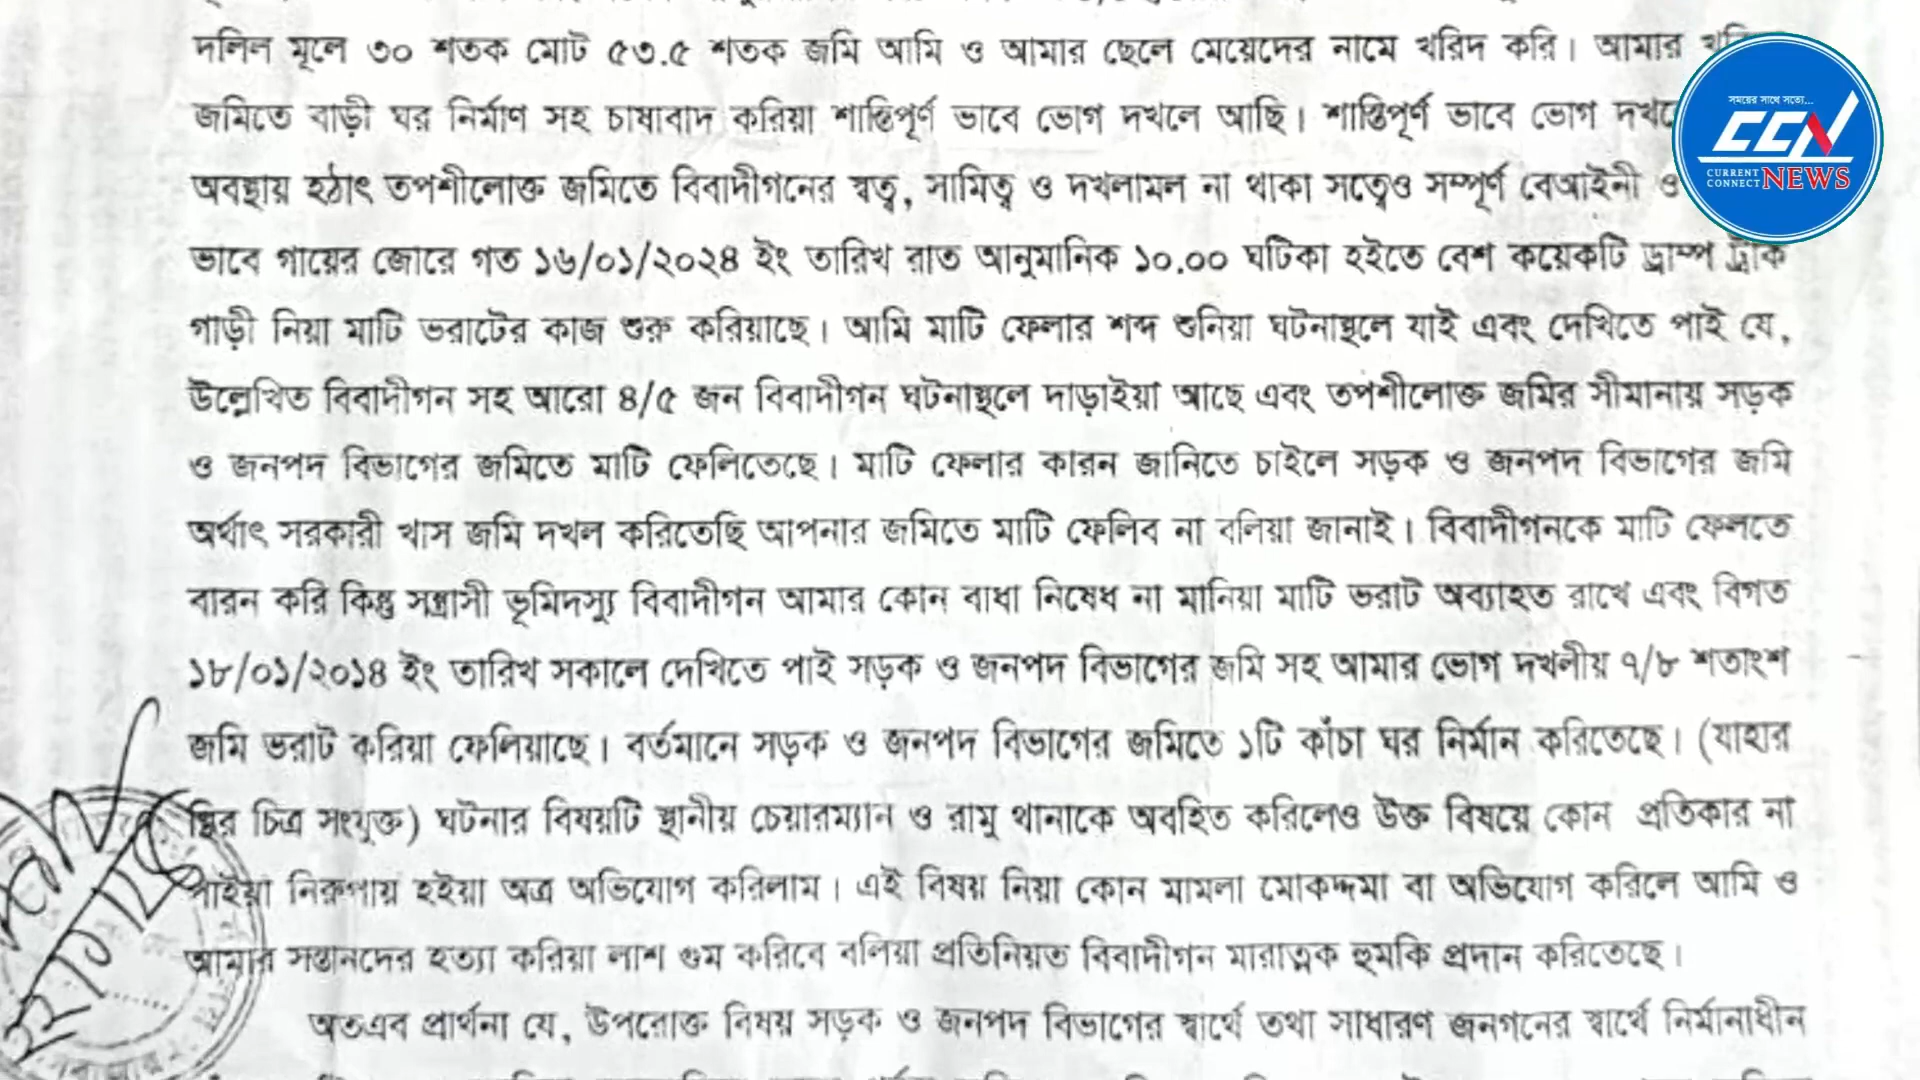 দলিল মূলে ৩০ শতক মোট ৫৩.৫ শতক জমি আমি ও আমার ছেলে মেয়েদের নামে খরিদ করি। আমার
জমিতে বাড়ী ঘর নির্মাণ সহ চাষাবাদ করিয়া শান্তিপূর্ণ ভাবে ভোগ দখলে আছি। শান্তিপূর্ণ ভাবে ভোগ
সময়ের সাথে সত্যে...
CCN
CURRENT CONNECT NEWS
অবস্থায় হঠাৎ তপশীলোক্ত জমিতে বিবাদীগনের স্বত্ব, সামিত্ব ও দখলামল না থাকা সত্বেও সম্পূর্ণ বেআইনী ও
ভাবে গায়ের জোরে গত ১৬/০১/২০২৪ ইং তারিখ রাত আনুমানিক ১০.০০ ঘটিকা হইতে বেশ কয়েকটি ড্রাম্প ট্রাক
গাড়ী নিয়া মাটি ভরাটের কাজ শুরু করিয়াছে। আমি মাটি ফেলার শব্দ শুনিয়া ঘটনাস্থলে যাই এবং দেখিতে পাই যে,
উল্লেখিত বিবাদীগন সহ আরো ৪/৫ জন বিবাদীগন ঘটনাস্থলে দাড়াইয়া আছে এবং তপশীলোক্ত জমির সীমানায় সড়ক
ও জনপদ বিভাগের জমিতে মাটি ফেলিতেছে। মাটি ফেলার কারন জানিতে চাইলে সড়ক ও জনপদ বিভাগের জমি
অর্থাৎ সরকারী খাস জমি দখল করিতেছি আপনার জমিতে মাটি ফেলিব না বলিয়া জানাই। বিবাদীগনকে মাটি ফেলতে
বারন করি কিন্তু সন্ত্রাসী ভূমিদস্যু বিবাদীগন আমার কোন বাধা নিষেধ না মানিয়া মাটি ভরাট অব্যাহত রাখে এবং বিগত
১৮/০১/২০১৪ ইং তারিখ সকালে দেখিতে পাই সড়ক ও জনপদ বিভাগের জমি সহ আমার ভোগ দখলীয় ৭/৮ শতাংশ
জমি ভরাট করিয়া ফেলিয়াছে। বর্তমানে সড়ক ও জনপদ বিভাগের জমিতে ১টি কাঁচা ঘর নির্মান করিতেছে। (যাহার
স্থির চিত্র সংযুক্ত) ঘটনার বিষয়টি স্থানীয় চেয়ারম্যান ও রামু থানাকে অবহিত করিলেও উক্ত বিষয়ে কোন প্রতিকার না
পাইয়া নিরুপায় হইয়া অত্র অভিযোগ করিলাম। এই বিষয় নিয়া কোন মামলা মোকদ্দমা বা অভিযোগ করিলে আমি ও
আমার সন্তানদের হত্যা করিয়া লাশ গুম করিবে বলিয়া প্রতিনিয়ত বিবাদীগন মারাত্মক হুমকি প্রদান করিতেছে।
অতএব প্রার্থনা যে, উপরোক্ত বিষয় সড়ক ও জনপদ বিভাগের স্বার্থে তথা সাধারণ জনগনের স্বার্থে নির্মানাধীন